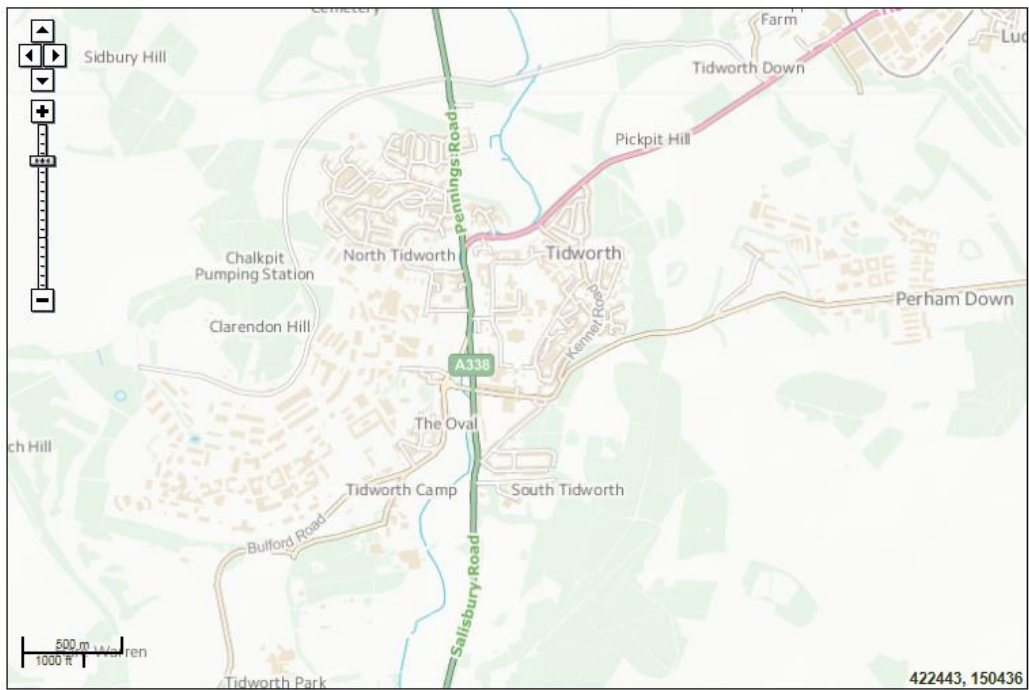 Cemetery
Farm
Sidbury Hill
Tidworth Down
Pickpit Hill
Pennings Road
North Tidworth
Tidworth
Chalkpit
Pumping Station
Perham Down
Clarendon Hill
Kennet Road
A338
The Oval
ch Hill
Tidworth Camp
South Tidworth
Bulford Road
Salisbury Road
500 m
Warren
1000 ft
Tidworth Park
422443, 150436